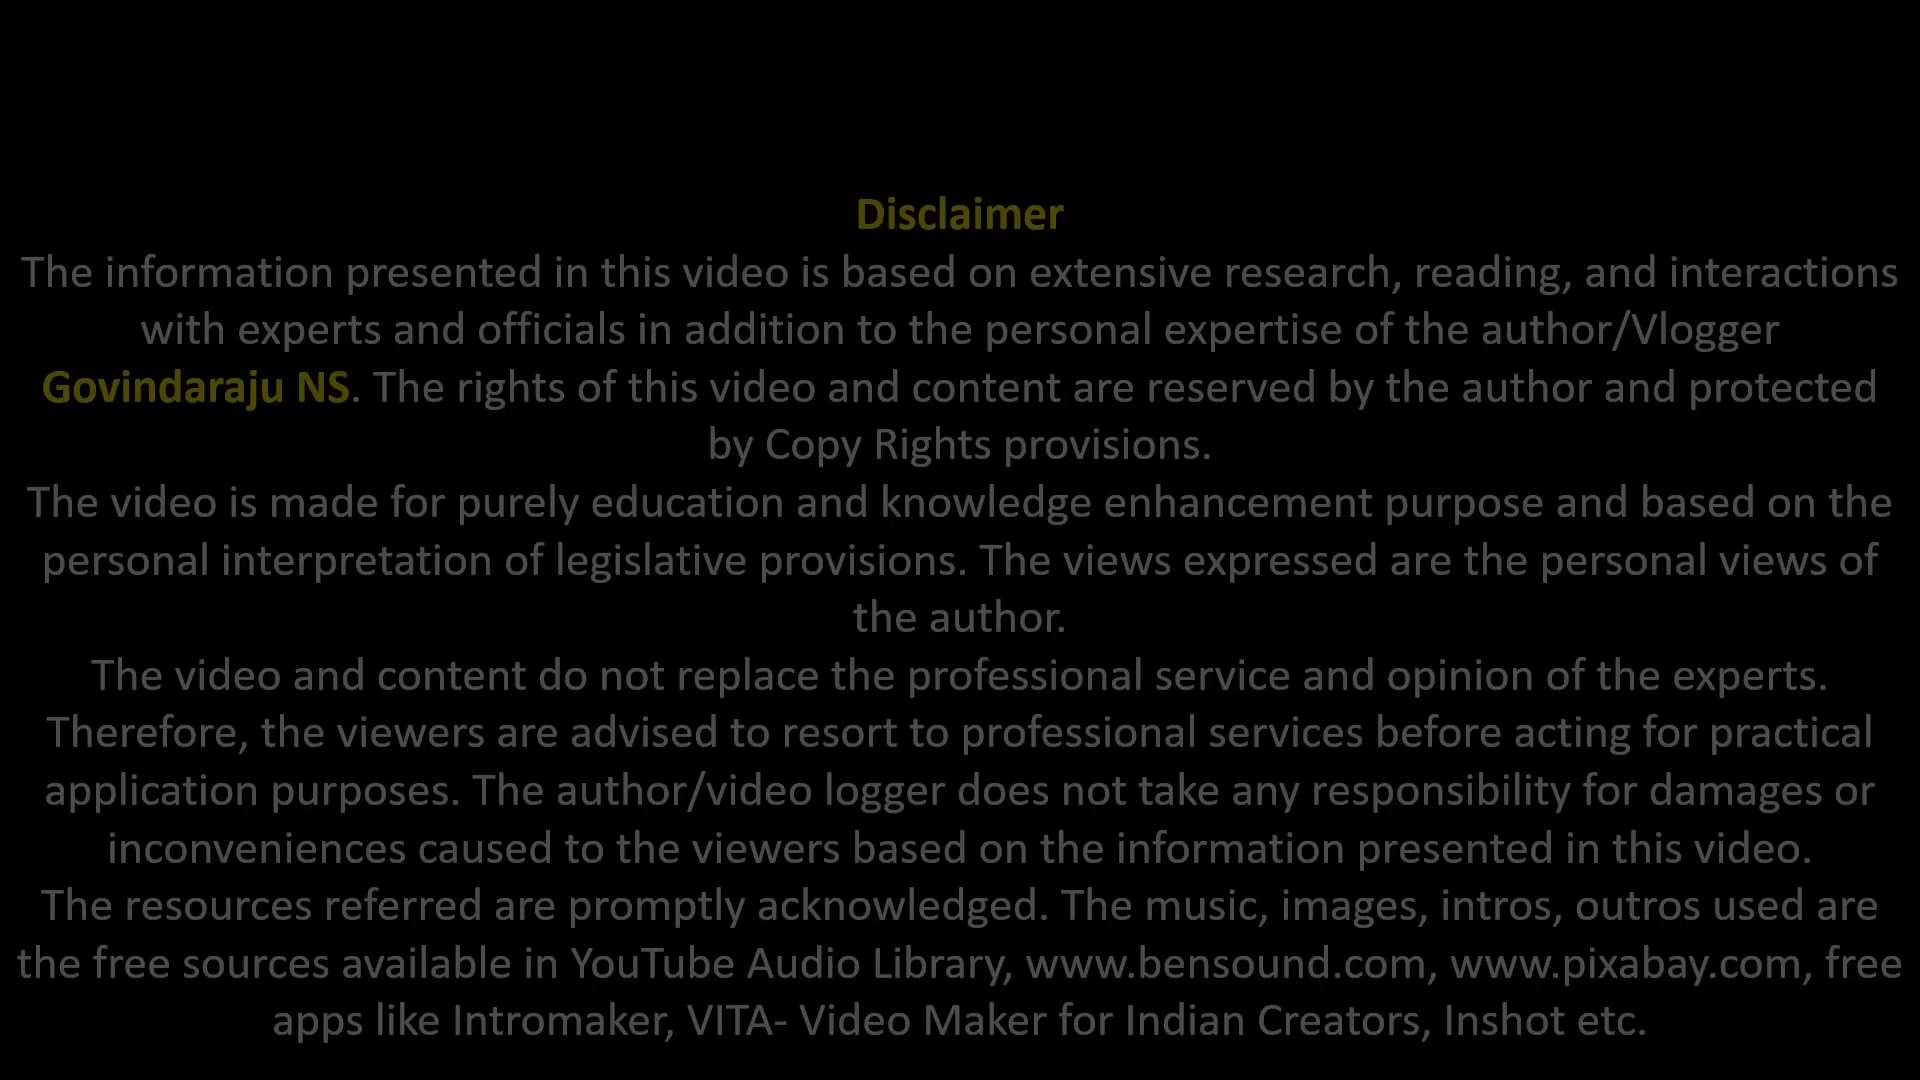 Disclaimer
The information presented in this video is based on extensive research, reading, and interactions
with experts and officials in addition to the personal expertise of the author/Vlogger
Govindaraju NS. The rights of this video and content are reserved by the author and protected
by Copy Rights provisions.
The video is made for purely education and knowledge enhancement purpose and based on the
personal interpretation of legislative provisions. The views expressed are the personal views of
the author.
The video and content do not replace the professional service and opinion of the experts.
Therefore, the viewers are advised to resort to professional services before acting for practical
application purposes. The author/video logger does not take any responsibility for damages or
inconveniences caused to the viewers based on the information presented in this video.
The resources referred are promptly acknowledged. The music, images, intros, outros used are
the free sources available in YouTube Audio Library, www.bensound.com, www.pixabay.com, free
apps like Intromaker, VITA- Video Maker for Indian Creators, Inshot etc.